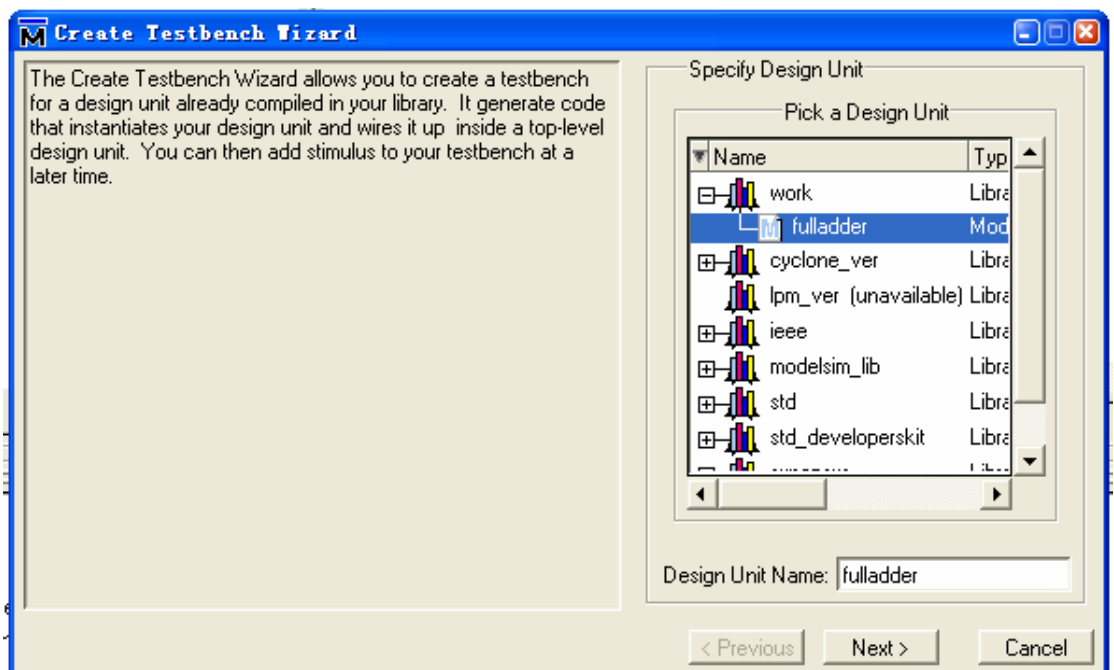 Create Testbench Wizard
The Create Testbench Wizard allows you to create a testbench
for a design unit already compiled in your library.  It generate code
that instantiates your design unit and wires it up  inside a top-level
design unit.  You can then add stimulus to your testbench at a
later time.
Specify Design Unit
Pick a Design Unit
Name Typ
work Libra
fulladder Mod
cyclone_ver Libra
lpm_ver (unavailable) Libra
ieee Libra
modelsim_lib Libra
std Libra
std_developerskit Libra
Design Unit Name: fulladder
< Previous Next > Cancel